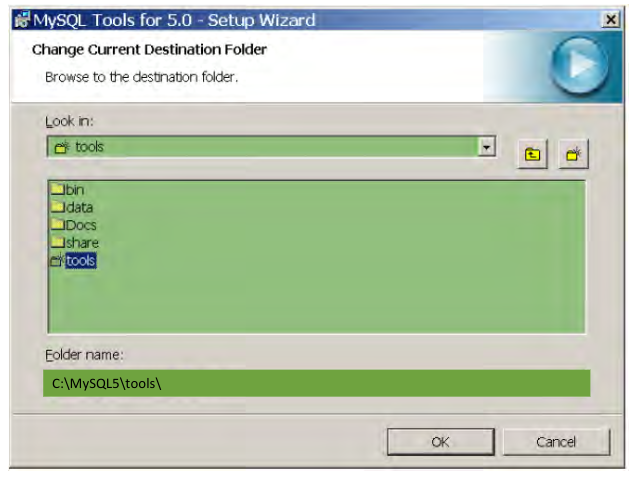 MySQL Tools for 5.0 - Setup Wizard
Change Current Destination Folder
Browse to the destination folder.
Look in:
tools
bin
data
Docs
share
tools
Folder name:
C:\MySQL5\tools\
OK Cancel